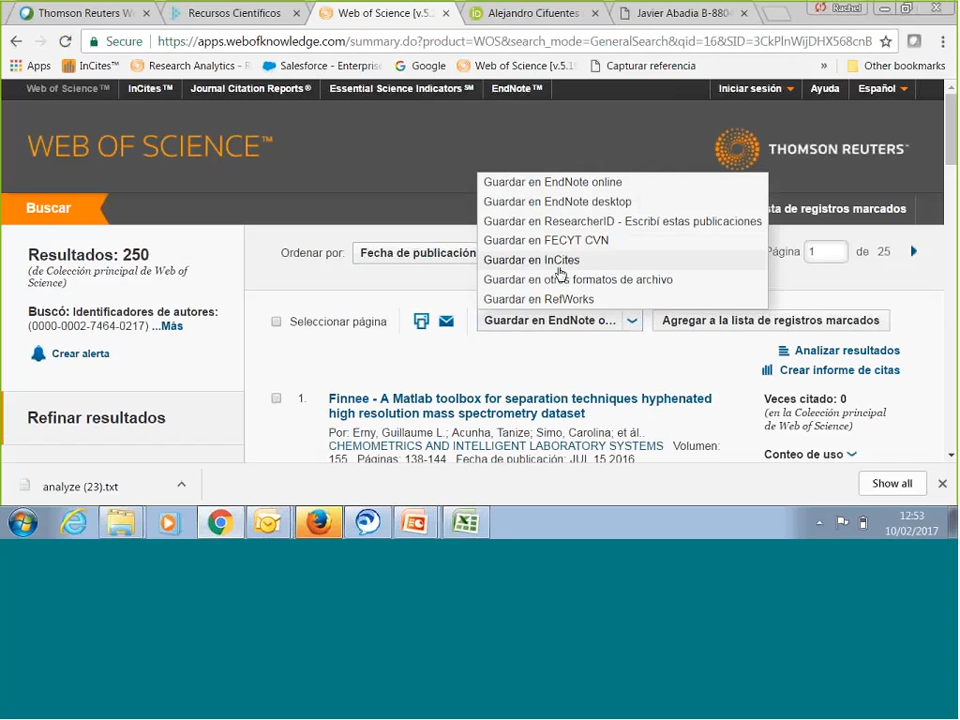 Thomson Reuters W
Recursos Científicos
Web of Science [v.5.
Alejandro Cifuentes
Javier Abadia B-880
Rachel
Secure
https://apps.webofknowledge.com/summary.do?product=WOS&search_mode=GeneralSearch&qid=16&SID=3CkPlnWijDHX568cnB
Apps
InCites™
Research Analytics - R
Salesforce - Enterpris
Google
Web of Science [v.5.1
Capturar referencia
»
Other bookmarks
Web of Science™
InCites™
Journal Citation Reports®
Essential Science Indicators ℠
EndNote™
Iniciar sesión
Ayuda
Español
WEB OF SCIENCE™
THOMSON REUTERS™
Guardar en EndNote online
Guardar en EndNote desktop
Guardar en ResearcherID - Escribí estas publicaciones
Guardar en FECYT CVN
Guardar en InCites
Guardar en otros formatos de archivo
Guardar en RefWorks
Buscar
sta de registros marcados
Resultados: 250
(de Colección principal de Web of
Science)
Ordenar por:
Fecha de publicación
Página
1
de 25
Buscó: Identificadores de autores:
(0000-0002-7464-0217) ...Más
Crear alerta
Seleccionar página
Guardar en EndNote o...
Agregar a la lista de registros marcados
Analizar resultados
Crear informe de citas
Refinar resultados
1.
Finnee - A Matlab toolbox for separation techniques hyphenated
high resolution mass spectrometry dataset
Por: Erny, Guillaume L.; Acunha, Tanize; Simo, Carolina; et ál..
CHEMOMETRICS AND INTELLIGENT LABORATORY SYSTEMS Volumen:
155 Páginas: 138-144 Fecha de publicación: JUL 15 2016
Veces citado: 0
(en la Colección principal
de Web of Science)
Conteo de uso
analyze (23).txt
Show all
12:53
10/02/2017